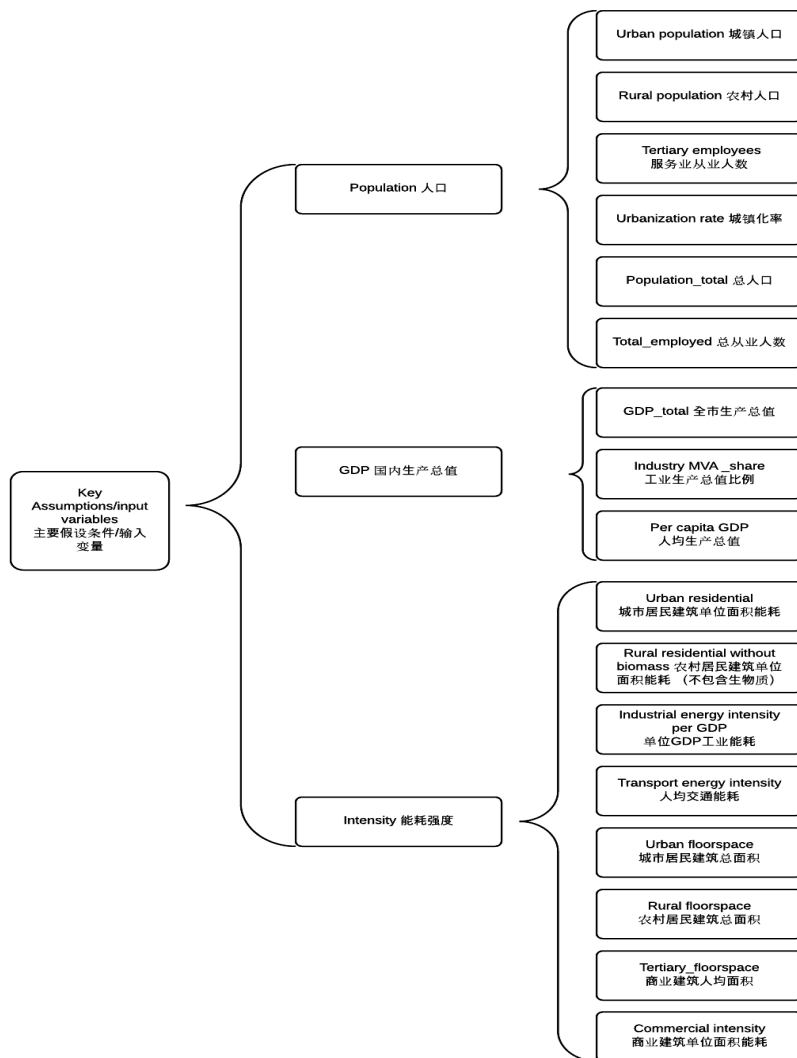 Urban population 城镇人口
Rural population 农村人口
Tertiary employees
服务业从业人数
Population 人口
Urbanization rate 城镇化率
Population_total 总人口
Total_employed 总从业人数
GDP_total 全市生产总值
GDP 国内生产总值
Industry MVA _share
工业生产总值比例
Per capita GDP
人均生产总值
Key
Assumptions/input
variables
主要假设条件/输入
变量
Urban residential
城市居民建筑单位面积能耗
Rural residential without
biomass 农村居民建筑单位
面积能耗 （不包含生物质）
Industrial energy intensity
per GDP
单位GDP工业能耗
Transport energy intensity
人均交通能耗
Intensity 能耗强度
Urban floorspace
城市居民建筑总面积
Rural floorspace
农村居民建筑总面积
Tertiary_floorspace
商业建筑人均面积
Commercial intensity
商业建筑单位面积能耗